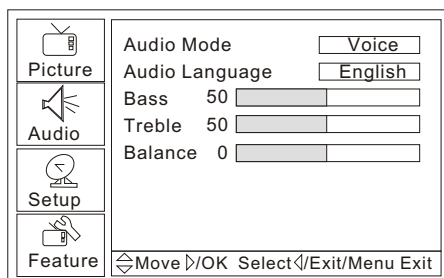 Picture
Audio
Setup
Feature
Audio Mode Voice
Audio Language English
Bass 50
Treble 50
Balance 0
Move /OK Select /Exit/Menu Exit